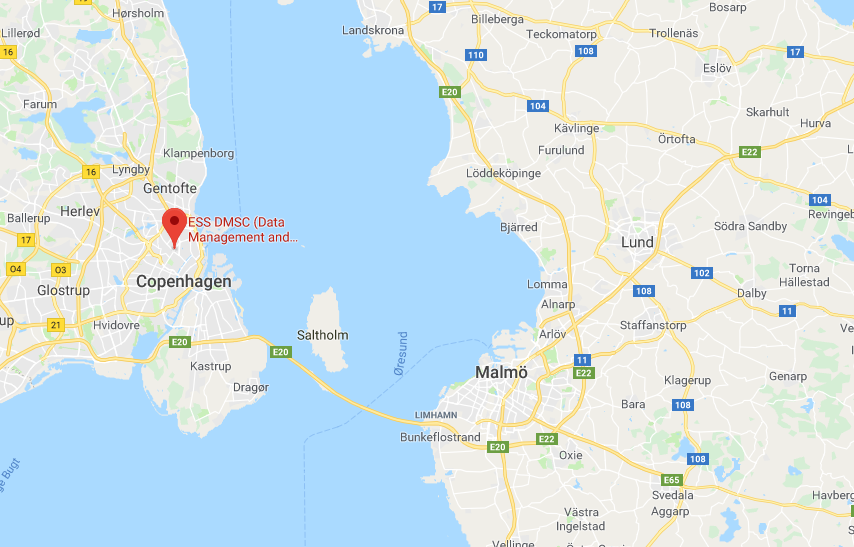 Hørsholm
Lillerød
16
Farum
Klampenborg
Lyngby
16
Gentofte
Herlev
Ballerup
ESS DMSC (Data
Management and...
17
O4
O3
Copenhagen
Glostrup
21
Hvidovre
E20
E20
Kastrup
Dragør
Saltholm
Øresund
Landskrona
17
Billeberga
Teckomatorp
108
110
Bosarp
Trollenäs
17
Eslöv
E20
104
Kävlinge
Skarhult
Hurva
Furulund
Örtofta
E22
Löddeköpinge
104
Revingeb
Bjärred
Södra Sandby
Lund
Lomma
108
102
Torna
Hällestad
Dalby
Alnarp
11
Arlöv
Staffanstorp
11
Malmö
E22
Klagerup
Genarp
LIMHAMN
Bara
108
Bunkeflostrand
E20
E22
Oxie
108
E65
Svedala
Aggarp
Havberg
Västra
Ingelstad
Vellinge